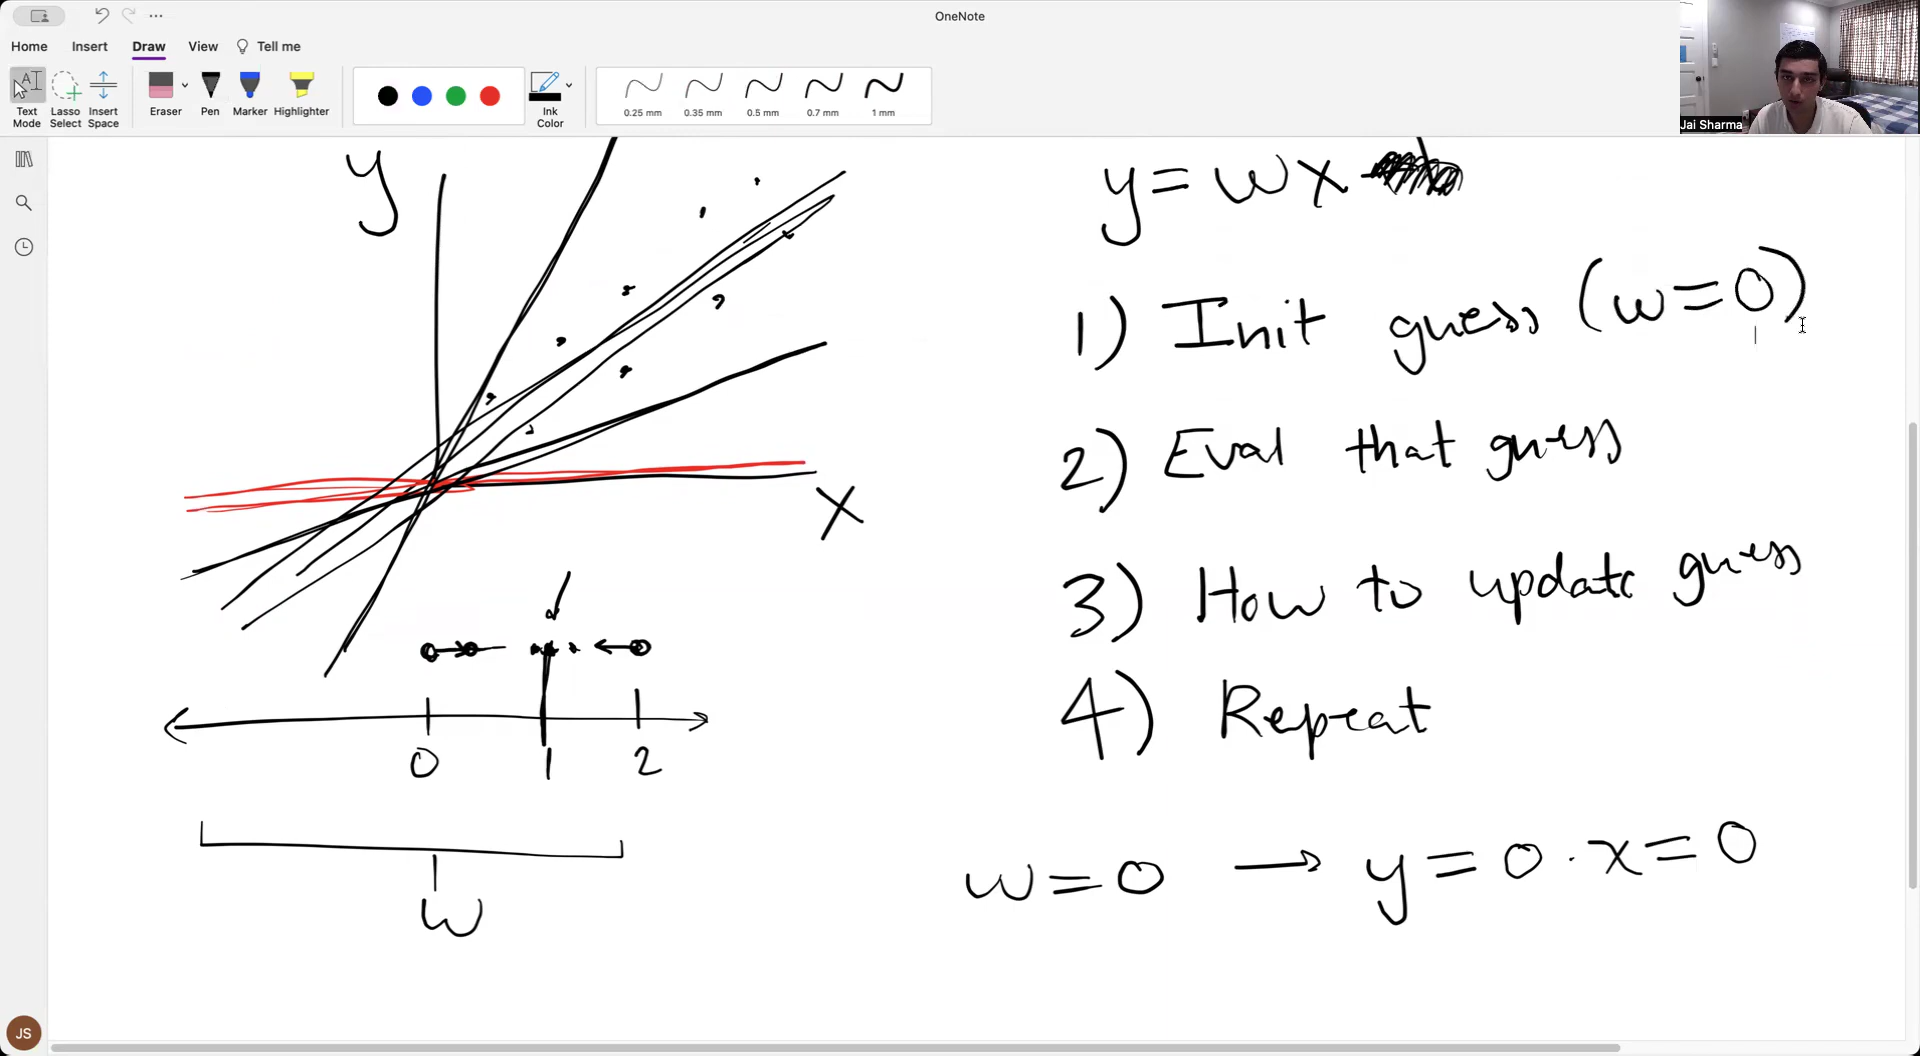 OneNote
Home Insert Draw View Tell me
Text Mode Lasso Select Insert Space Eraser Pen Marker Highlighter Ink Color 0.25 mm 0.35 mm 0.5 mm 0.7 mm 1 mm
Jai Sharma
y
x
0 1 2
w
y = wx
1) Init guess (w=0)
2) Eval that guess
3) How to update guess
4) Repeat
w=0 → y=0·x=0
JS